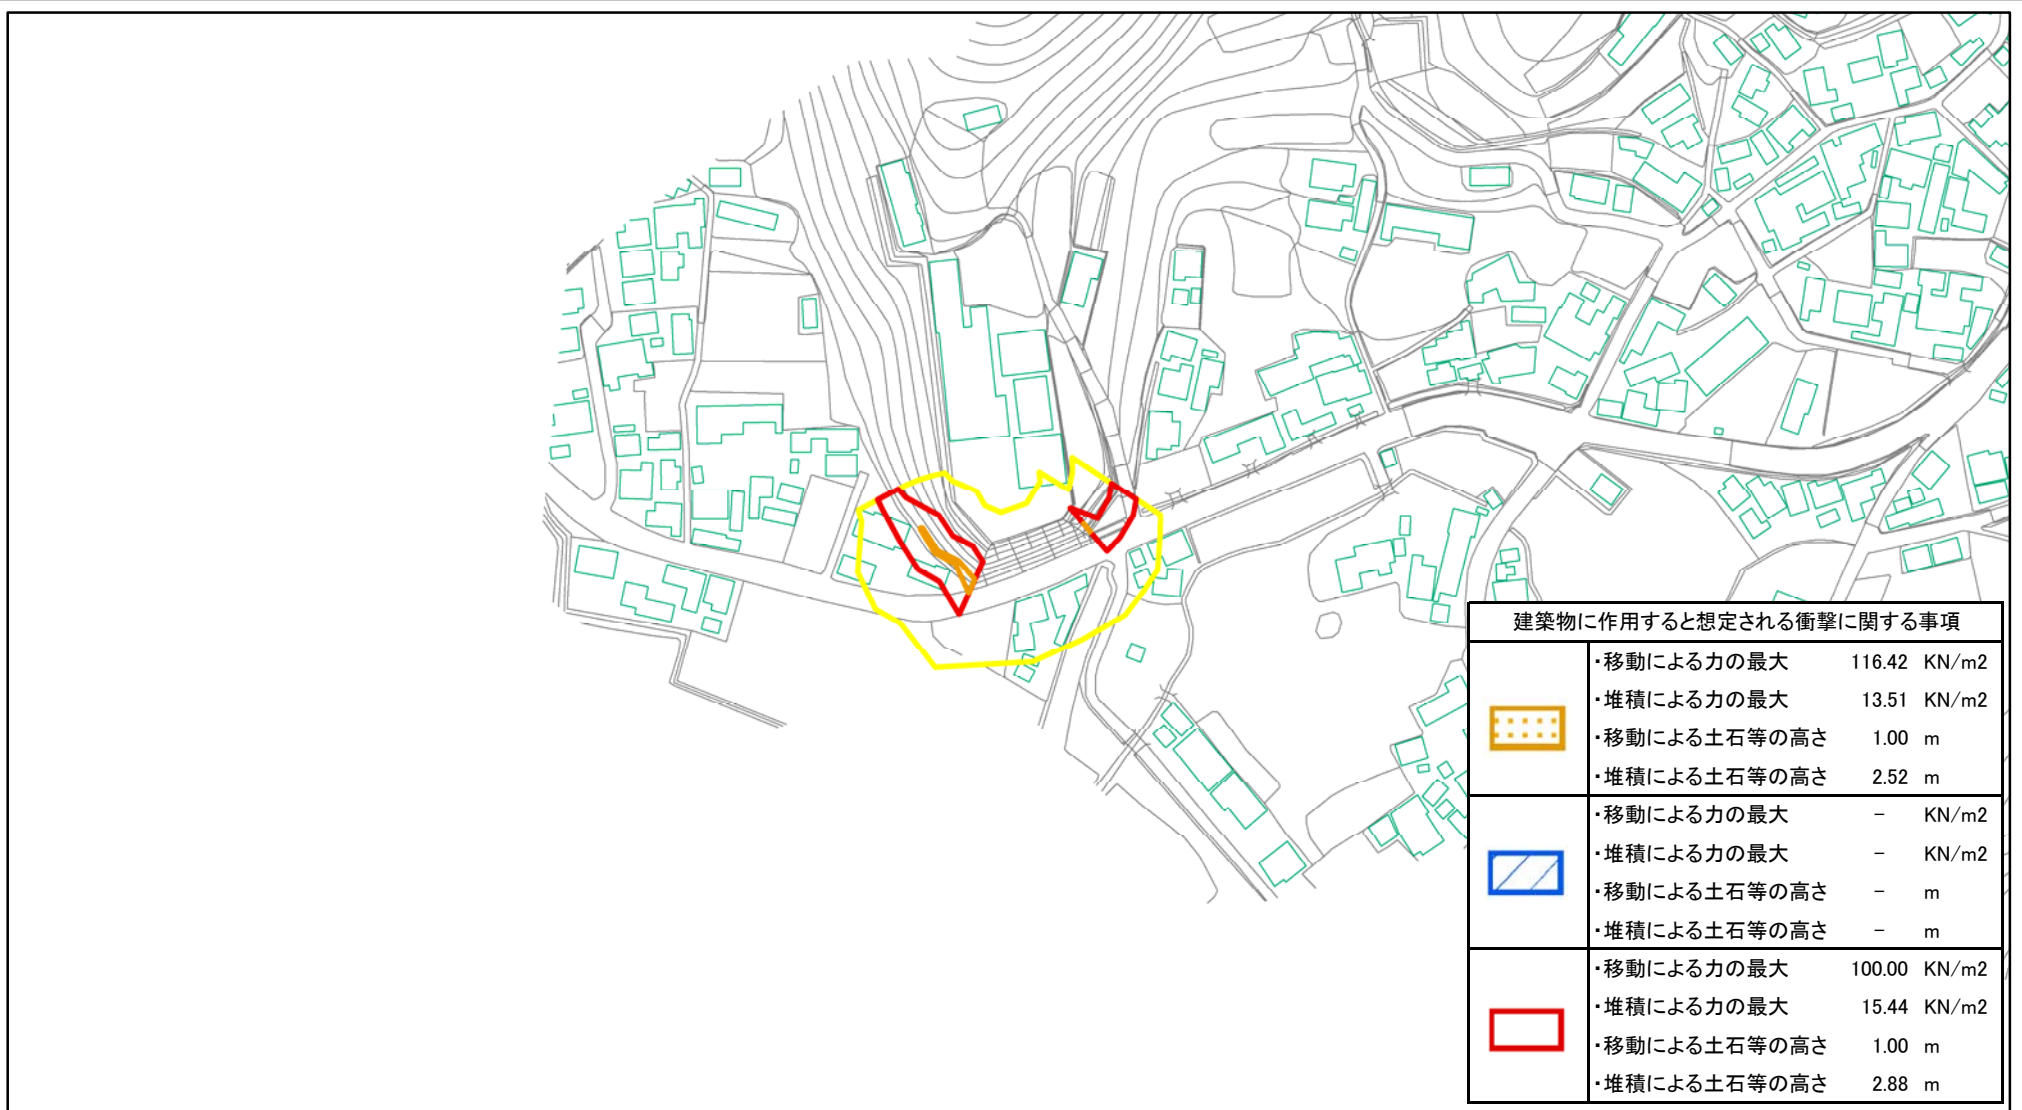 建築物に作用すると想定される衝撃に関する事項
・移動による力の最大 116.42 KN/m2
・堆積による力の最大 13.51 KN/m2
・移動による土石等の高さ 1.00 m
・堆積による土石等の高さ 2.52 m
・移動による力の最大 − KN/m2
・堆積による力の最大 − KN/m2
・移動による土石等の高さ − m
・堆積による土石等の高さ − m
・移動による力の最大 100.00 KN/m2
・堆積による力の最大 15.44 KN/m2
・移動による土石等の高さ 1.00 m
・堆積による土石等の高さ 2.88 m